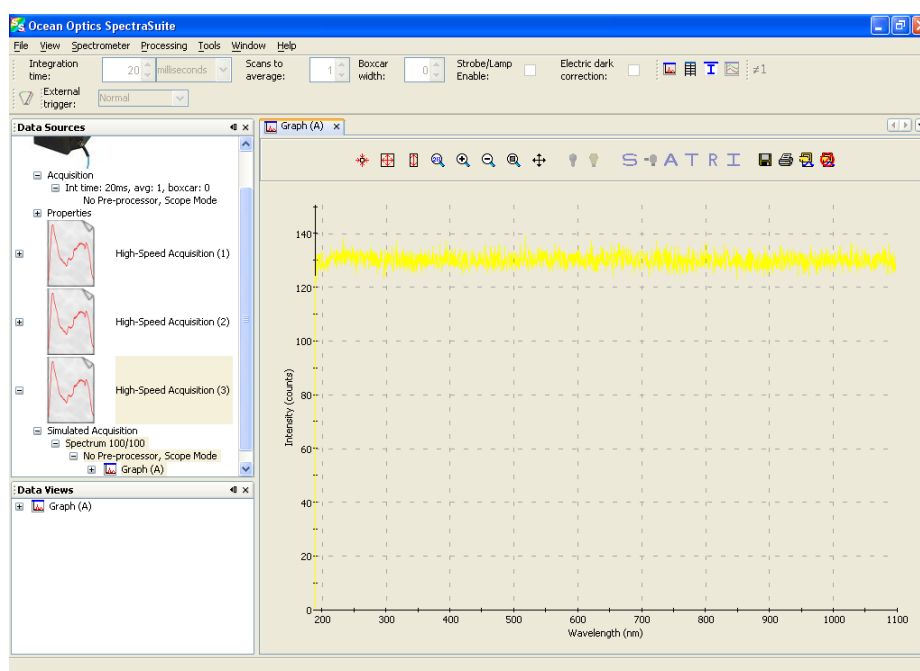 Ocean Optics SpectraSuite
File View Spectrometer Processing Tools Window Help
Integration time: 20 milliseconds Scans to average: 1 Boxcar width: 0 Strobe/Lamp Enable: Electric dark correction: ≠1
External trigger: Normal
Data Sources
Acquisition
Int time: 20ms, avg: 1, boxcar: 0
No Pre-processor, Scope Mode
Properties
High-Speed Acquisition (1)
High-Speed Acquisition (2)
High-Speed Acquisition (3)
Simulated Acquisition
Spectrum 100/100
No Pre-processor, Scope Mode
Graph (A)
Data Views
Graph (A)
Graph (A)
S A T R I
140
120
100
80
60
40
20
0
Intensity (counts)
200 300 400 500 600 700 800 900 1000 1100
Wavelength (nm)